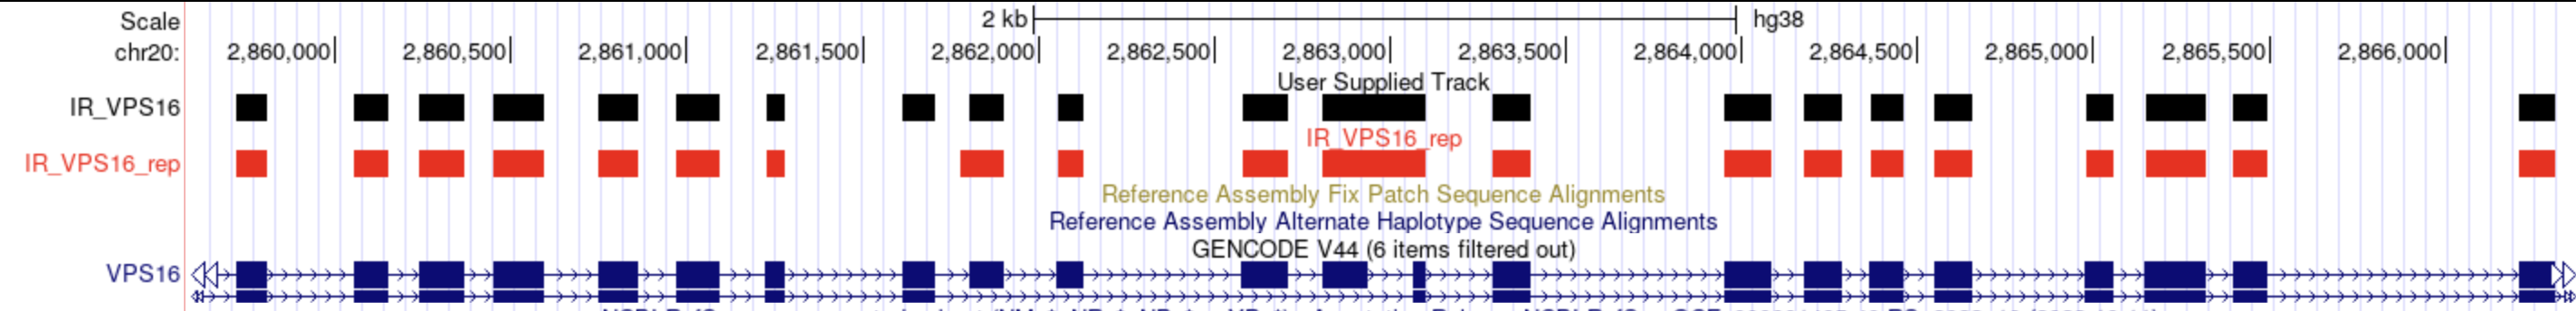 Scale 2 kb hg38
chr20: 2,860,000 2,860,500 2,861,000 2,861,500 2,862,000 2,862,500 2,863,000 2,863,500 2,864,000 2,864,500 2,865,000 2,865,500 2,866,000
User Supplied Track
IR_VPS16
IR_VPS16_rep
IR_VPS16_rep
Reference Assembly Fix Patch Sequence Alignments
Reference Assembly Alternate Haplotype Sequence Alignments
GENCODE V44 (6 items filtered out)
VPS16